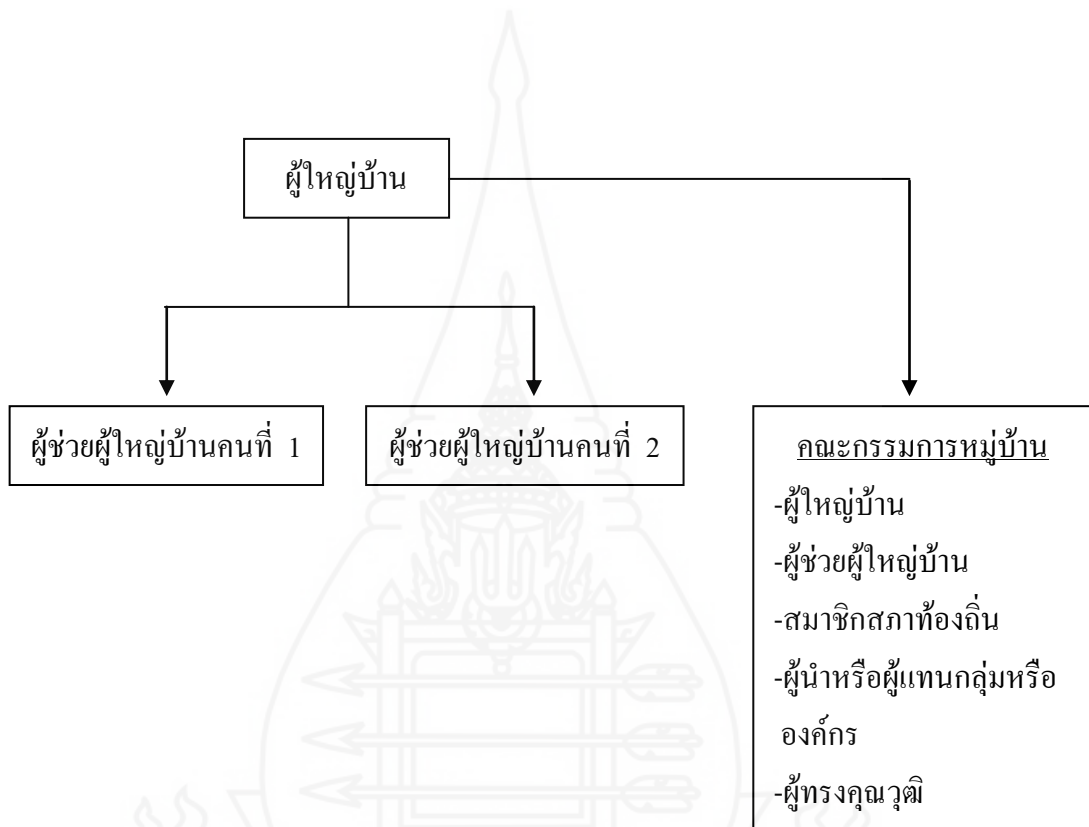 ผู้ใหญ่บ้าน
ผู้ช่วยผู้ใหญ่บ้านคนที่ 1
ผู้ช่วยผู้ใหญ่บ้านคนที่ 2
คณะกรรมการหมู่บ้าน
-ผู้ใหญ่บ้าน
-ผู้ช่วยผู้ใหญ่บ้าน
-สมาชิกสภาท้องถิ่น
-ผู้นำหรือผู้แทนกลุ่มหรือ
องค์กร
-ผู้ทรงคุณวุฒิ